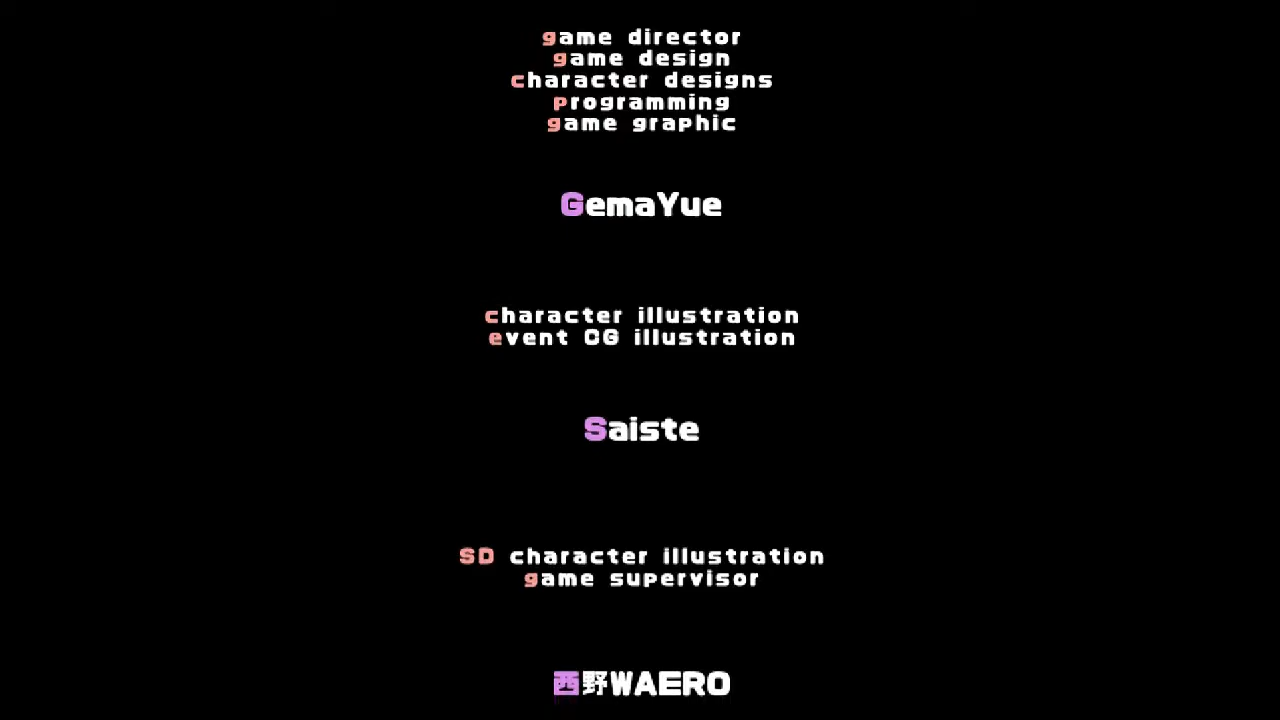 game director
game design
character designs
programming
game graphic
GemaYue
character illustration
event CG illustration
Saiste
SD character illustration
game supervisor
西野WAERO